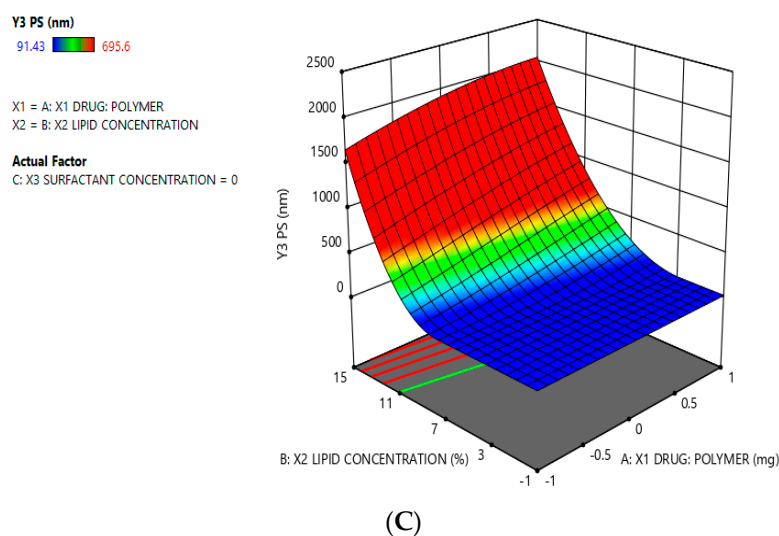 Y3 PS (nm)
91.43 695.6
X1 = A: X1 DRUG: POLYMER
X2 = B: X2 LIPID CONCENTRATION
Actual Factor
C: X3 SURFACTANT CONCENTRATION = 0
2500
2000
1500
1000
500
0
Y3 PS (nm)
15
11
7
3
-1
B: X2 LIPID CONCENTRATION (%)
1
0.5
0
-0.5
-1
A: X1 DRUG: POLYMER (mg)
(C)